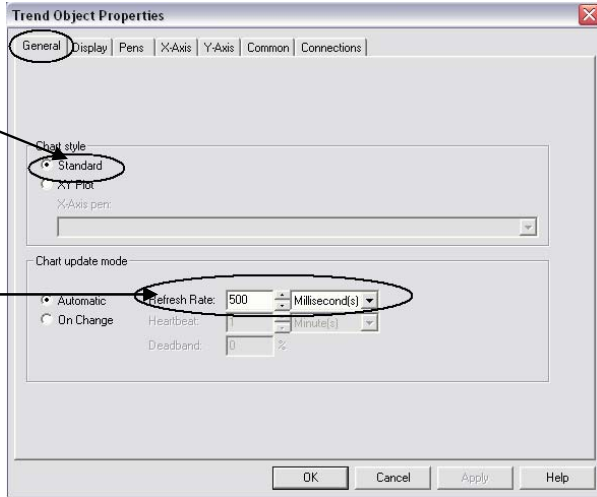 Trend Object Properties
General Display Pens X-Axis Y-Axis Common Connections
Chart style
Standard
XY Plot
X-Axis pen:
Chart update mode
Automatic Refresh Rate: 500 Millisecond(s)
On Change Heartbeat: 1 Minute(s)
Deadband: 0 %
OK Cancel Apply Help